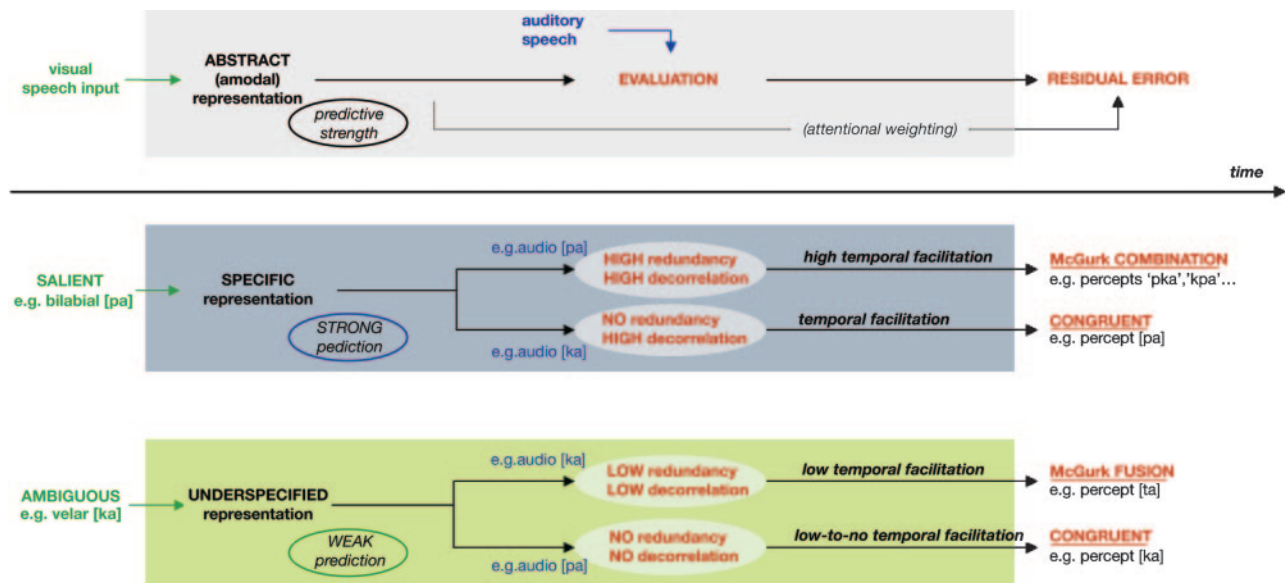 auditory
speech
visual
speech input
ABSTRACT
(amodal)
representation
EVALUATION
RESIDUAL ERROR
predictive
strength
(attentional weighting)
time
SALIENT
e.g. bilabial [pa]
SPECIFIC
representation
STRONG
pediction
e.g.audio [pa]
HIGH redundancy
HIGH decorrelation
high temporal facilitation
McGurk COMBINATION
e.g. percepts 'pka','kpa'...
e.g.audio [ka]
NO redundancy
HIGH decorrelation
temporal facilitation
CONGRUENT
e.g. percept [pa]
AMBIGUOUS
e.g. velar [ka]
UNDERSPECIFIED
representation
WEAK
prediction
e.g.audio [ka]
LOW redundancy
LOW decorrelation
low temporal facilitation
McGurk FUSION
e.g. percept [ta]
e.g.audio [pa]
NO redundancy
NO decorrelation
low-to-no temporal facilitation
CONGRUENT
e.g. percept [ka]